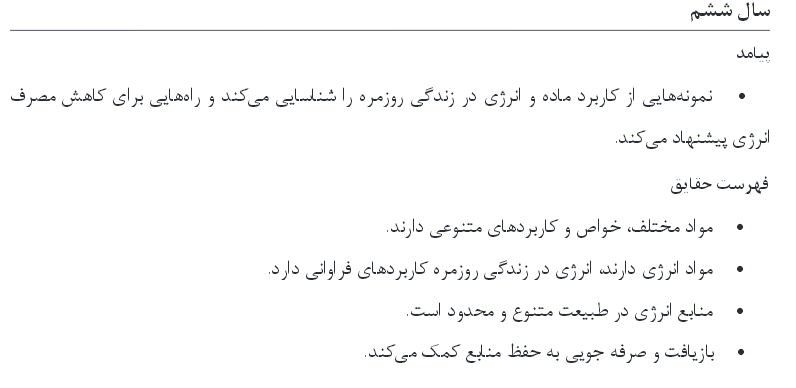 سال ششم
پیامد
• نمونه‌هایی از کاربرد ماده و انرژی در زندگی روزمره را شناسایی می‌کند و راه‌هایی برای کاهش مصرف
انرژی پیشنهاد می‌کند.
فهرست حقایق
• مواد مختلف، خواص و کاربردهای متنوعی دارند.
• مواد انرژی دارند، انرژی در زندگی روزمره کاربردهای فراوانی دارد.
• منابع انرژی در طبیعت متنوع و محدود است.
• بازیافت و صرفه جویی به حفظ منابع کمک می‌کند.